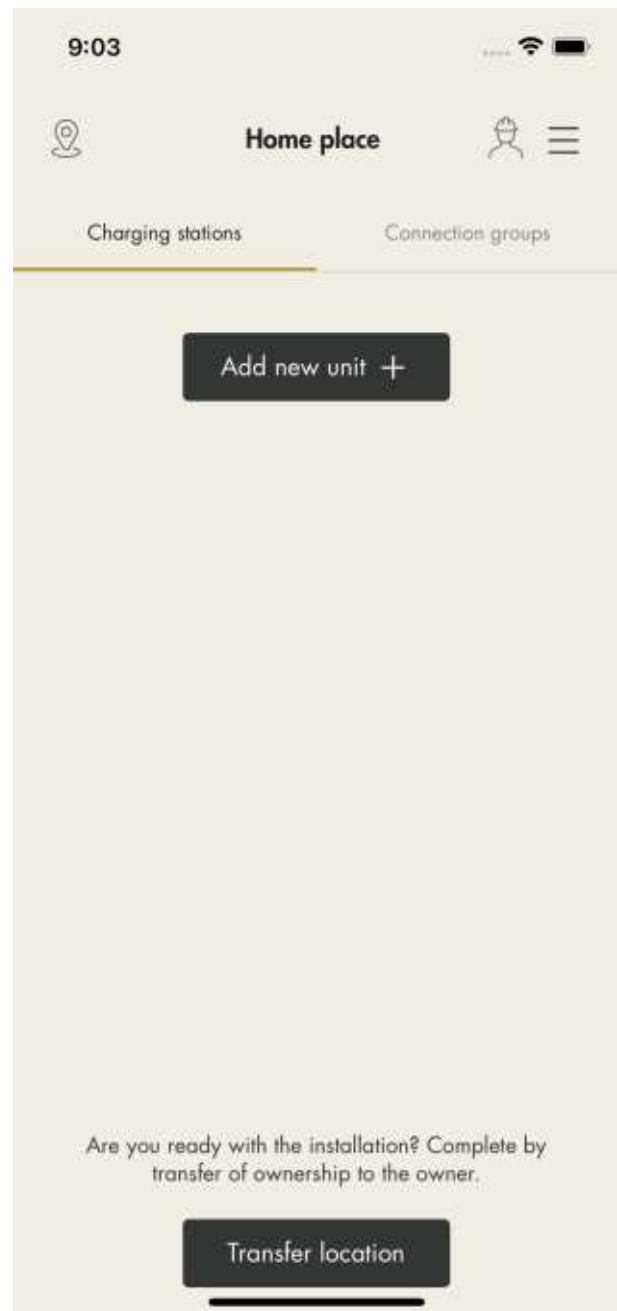 9:03
Home place
Charging stations
Connection groups
Add new unit +
Are you ready with the installation? Complete by
transfer of ownership to the owner.
Transfer location